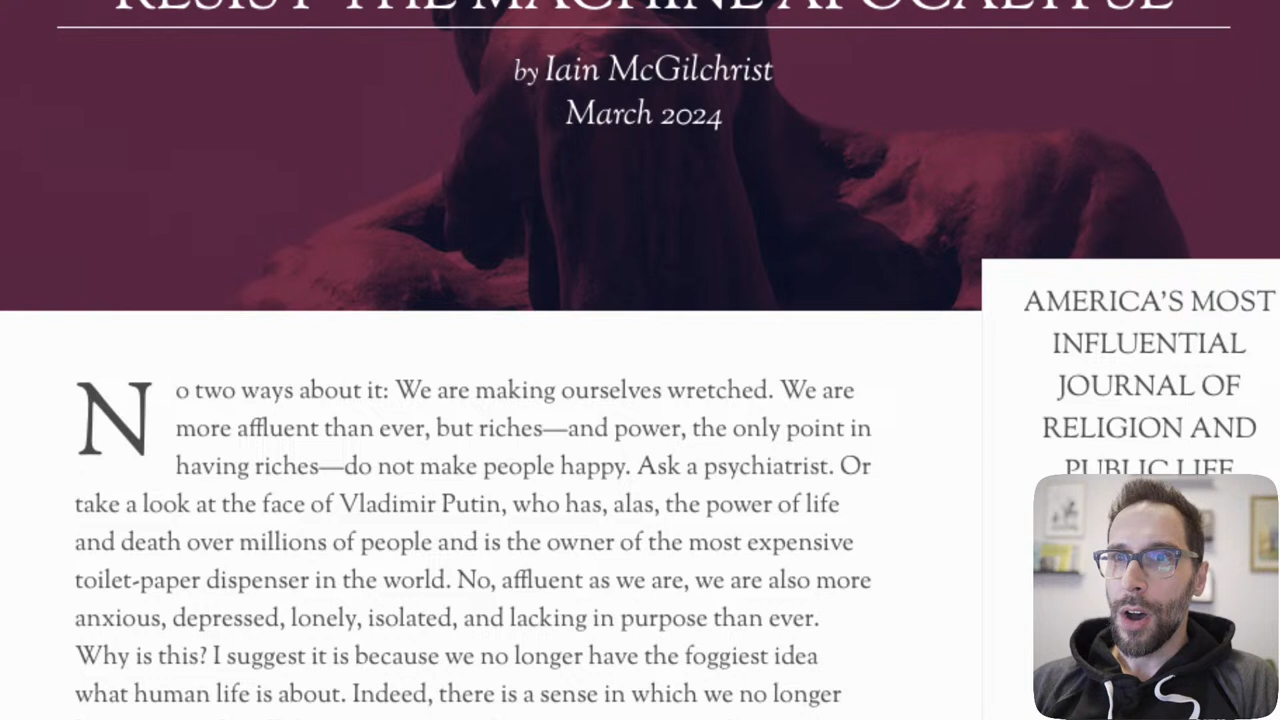 RESIST THE MACHINE APOCALYPSE
by Iain McGilchrist
March 2024
AMERICA'S MOST
INFLUENTIAL
JOURNAL OF
RELIGION AND
PUBLIC LIFE
No two ways about it: We are making ourselves wretched. We are
more affluent than ever, but riches—and power, the only point in
having riches—do not make people happy. Ask a psychiatrist. Or
take a look at the face of Vladimir Putin, who has, alas, the power of life
and death over millions of people and is the owner of the most expensive
toilet-paper dispenser in the world. No, affluent as we are, we are also more
anxious, depressed, lonely, isolated, and lacking in purpose than ever.
Why is this? I suggest it is because we no longer have the foggiest idea
what human life is about. Indeed, there is a sense in which we no longer